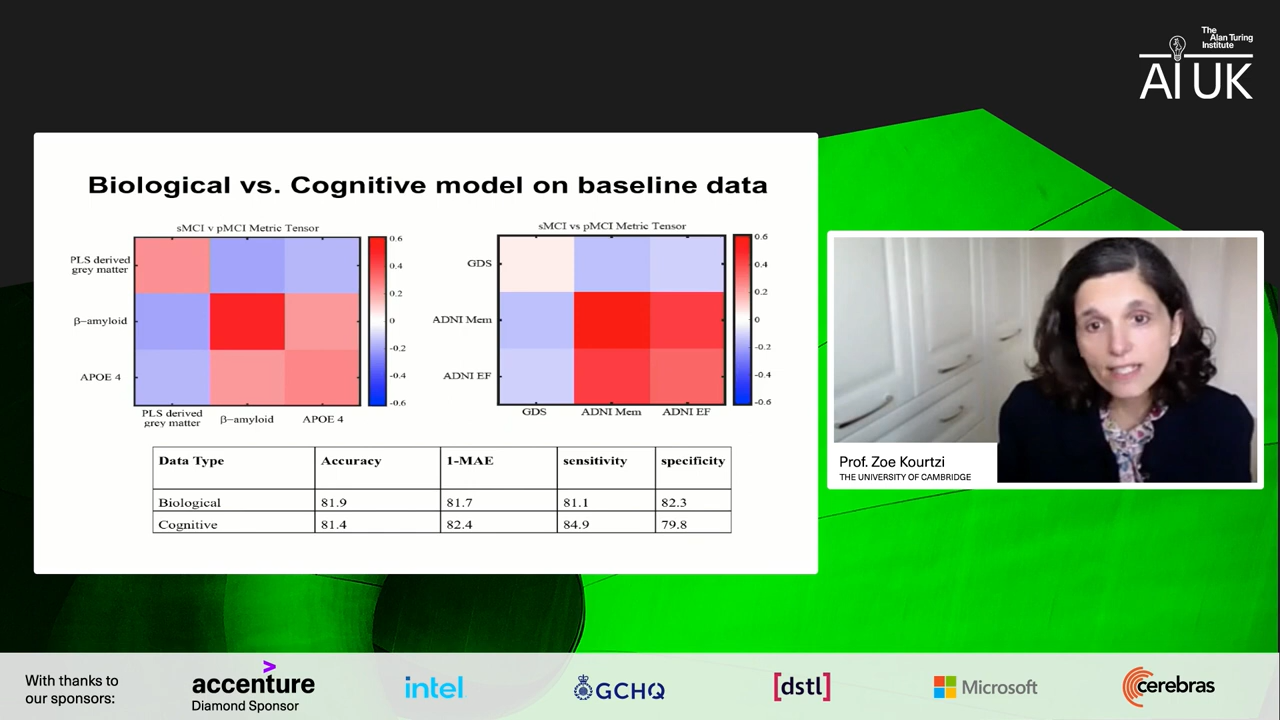 The
Alan Turing
Institute
AI UK
Biological vs. Cognitive model on baseline data
sMCI v pMCI Metric Tensor
PLS derived
grey matter
β-amyloid
APOE 4
PLS derived
grey matter
β-amyloid
APOE 4
0.6
0.4
0.2
0
-0.2
-0.4
-0.6
sMCI vs pMCI Metric Tensor
GDS
ADNI Mem
ADNI EF
GDS
ADNI Mem
ADNI EF
0.6
0.4
0.2
0
-0.2
-0.4
-0.6
Data Type Accuracy 1-MAE sensitivity specificity
Biological 81.9 81.7 81.1 82.3
Cognitive 81.4 82.4 84.9 79.8
Prof. Zoe Kourtzi
THE UNIVERSITY OF CAMBRIDGE
With thanks to
our sponsors:
accenture
Diamond Sponsor
intel
GCHQ
[dstl]
Microsoft
cerebras